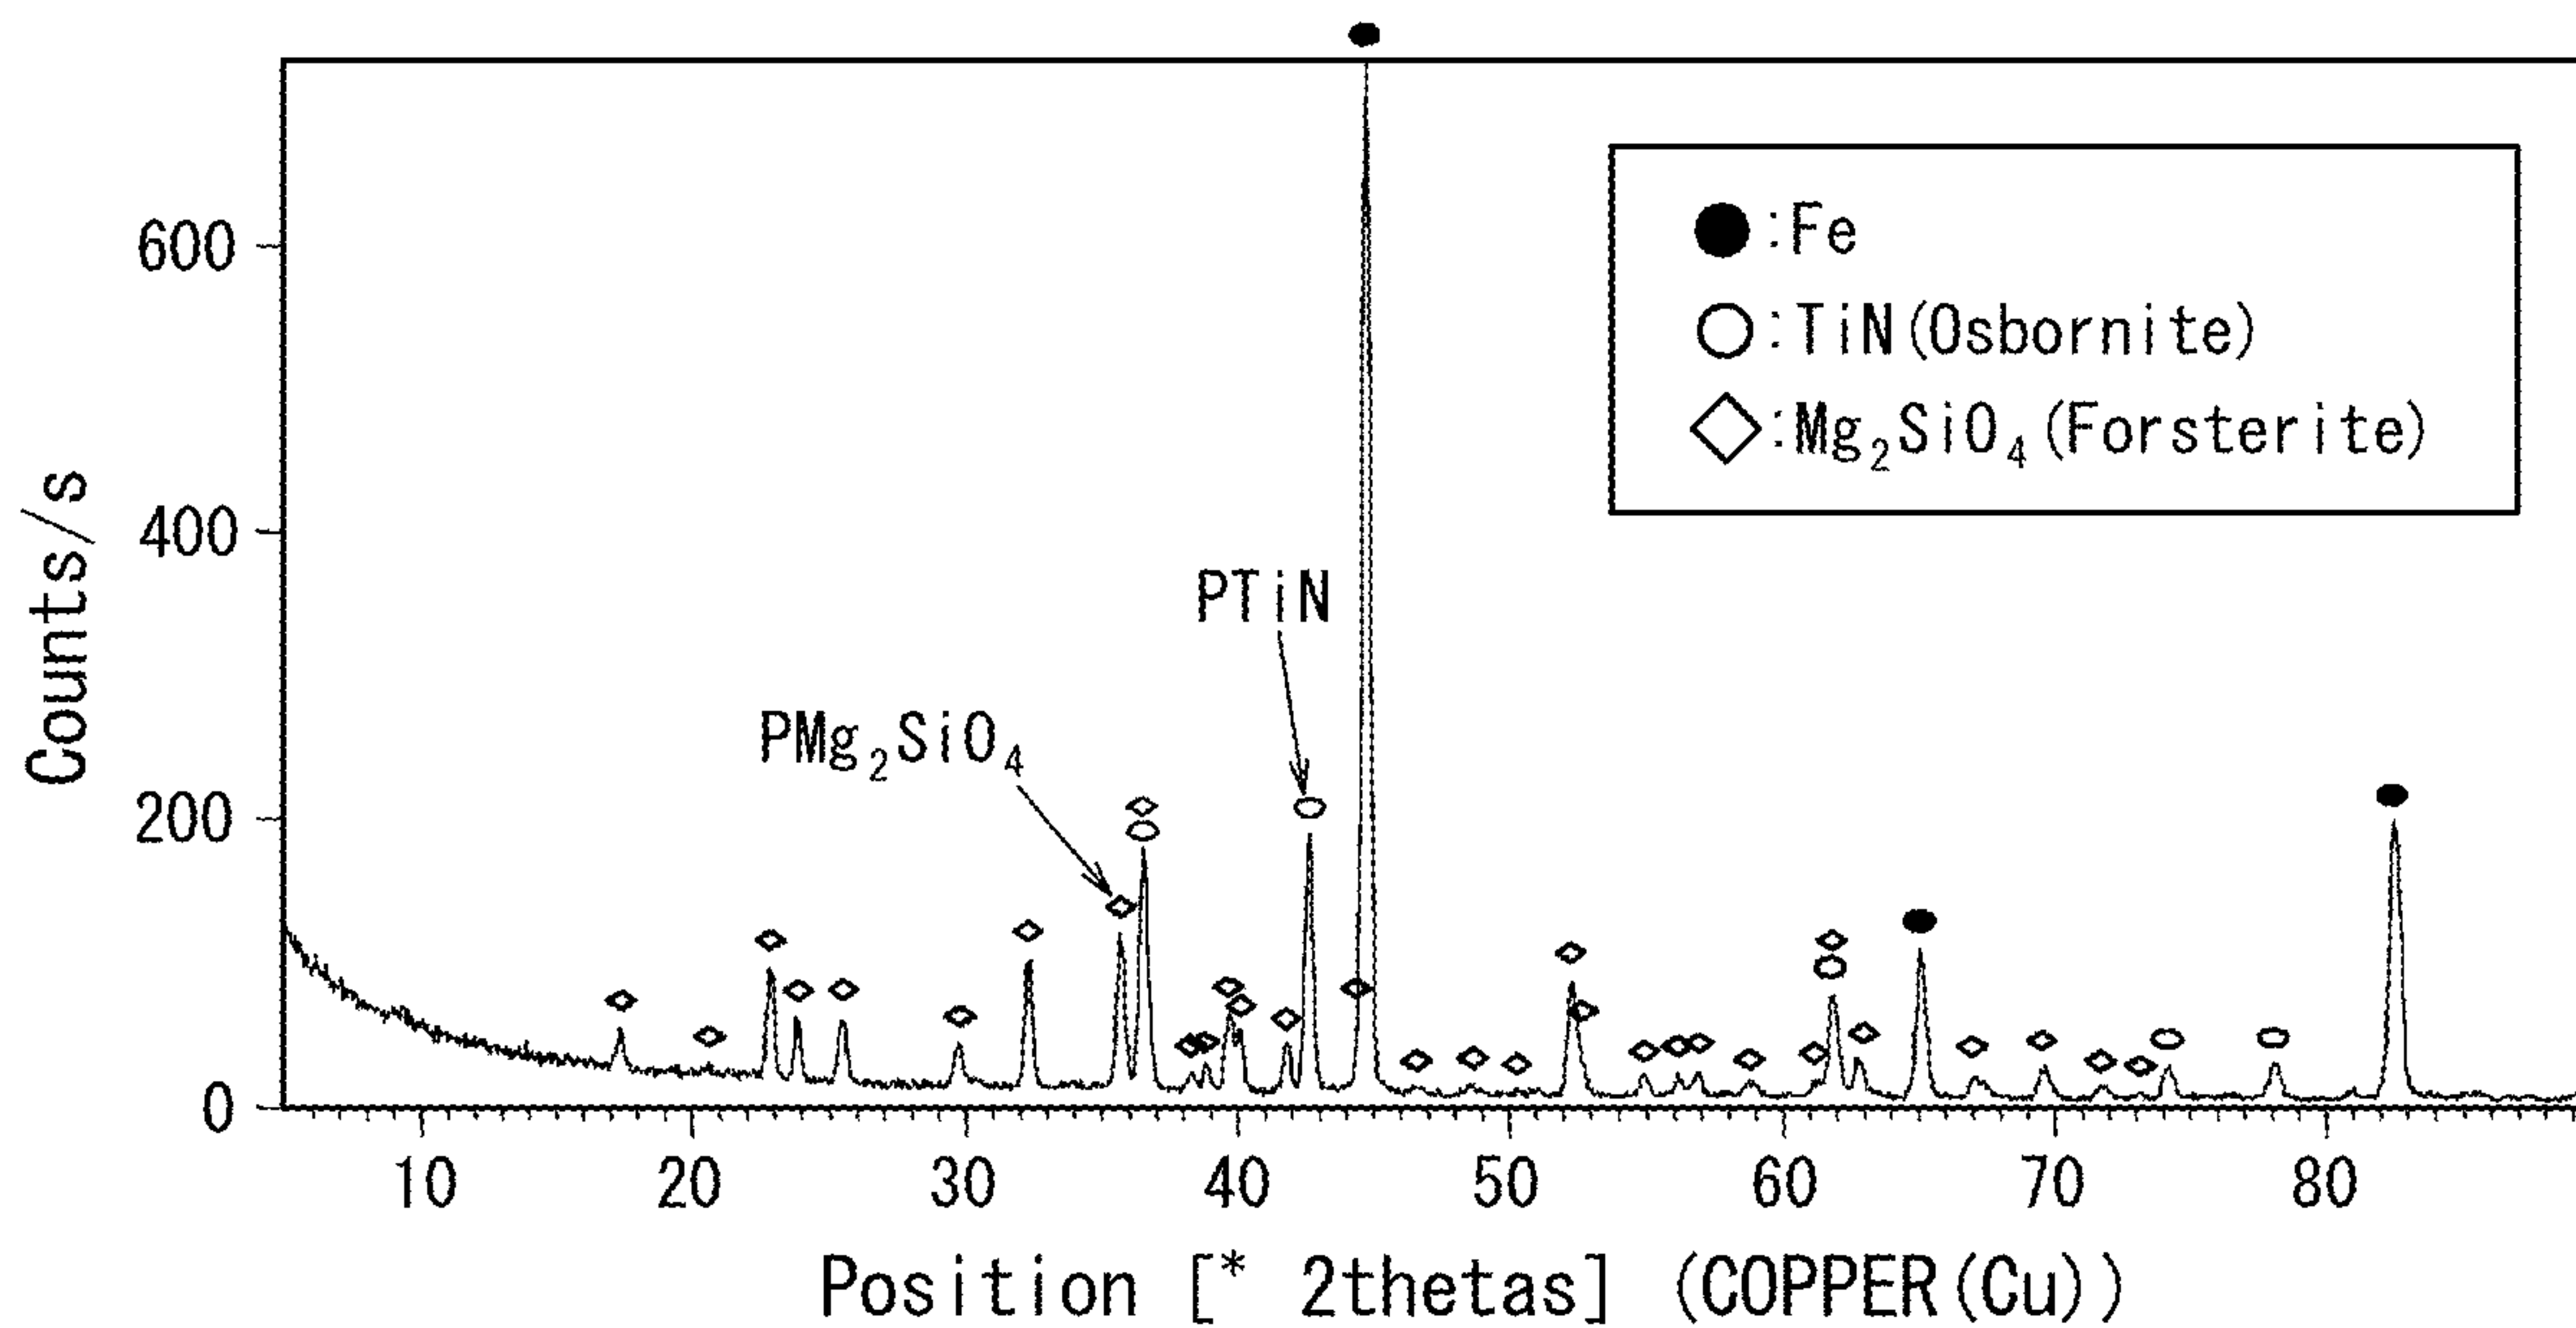 :Fe
:TiN(Osbornite)
:Mg₂SiO₄(Forsterite)
600
400
200
0
Counts/s
PTiN
PMg₂SiO₄
10 20 30 40 50 60 70 80
Position [* 2thetas] (COPPER(Cu))